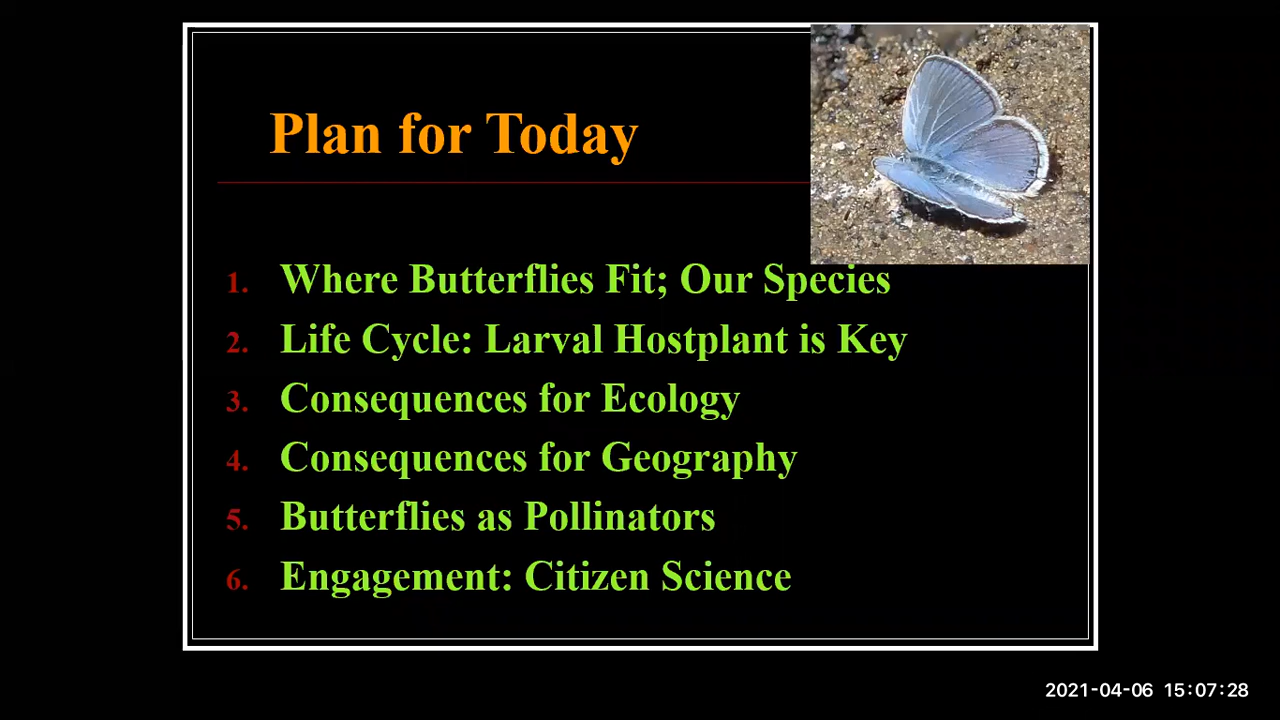 Plan for Today
1. Where Butterflies Fit; Our Species
2. Life Cycle: Larval Hostplant is Key
3. Consequences for Ecology
4. Consequences for Geography
5. Butterflies as Pollinators
6. Engagement: Citizen Science
2021-04-06 15:07:28